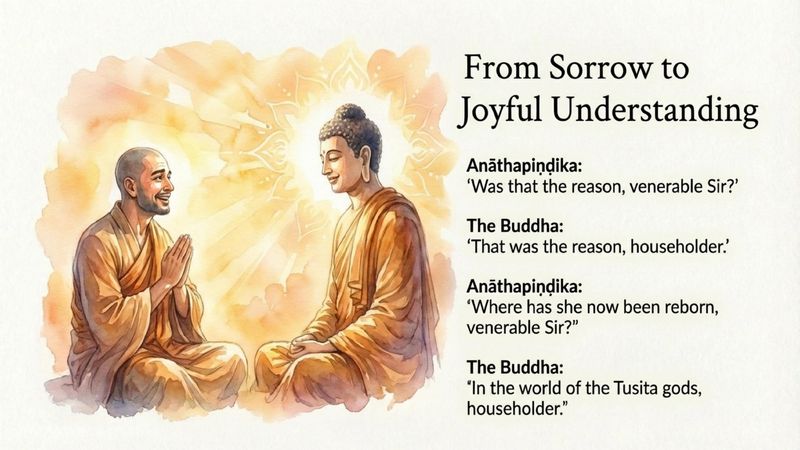 From Sorrow to
Joyful Understanding
Anāthapiṇḍika:
‘Was that the reason, venerable Sir?’
The Buddha:
‘That was the reason, householder.’
Anāthapiṇḍika:
‘Where has she now been reborn,
venerable Sir?”
The Buddha:
“In the world of the Tusita gods,
householder.”